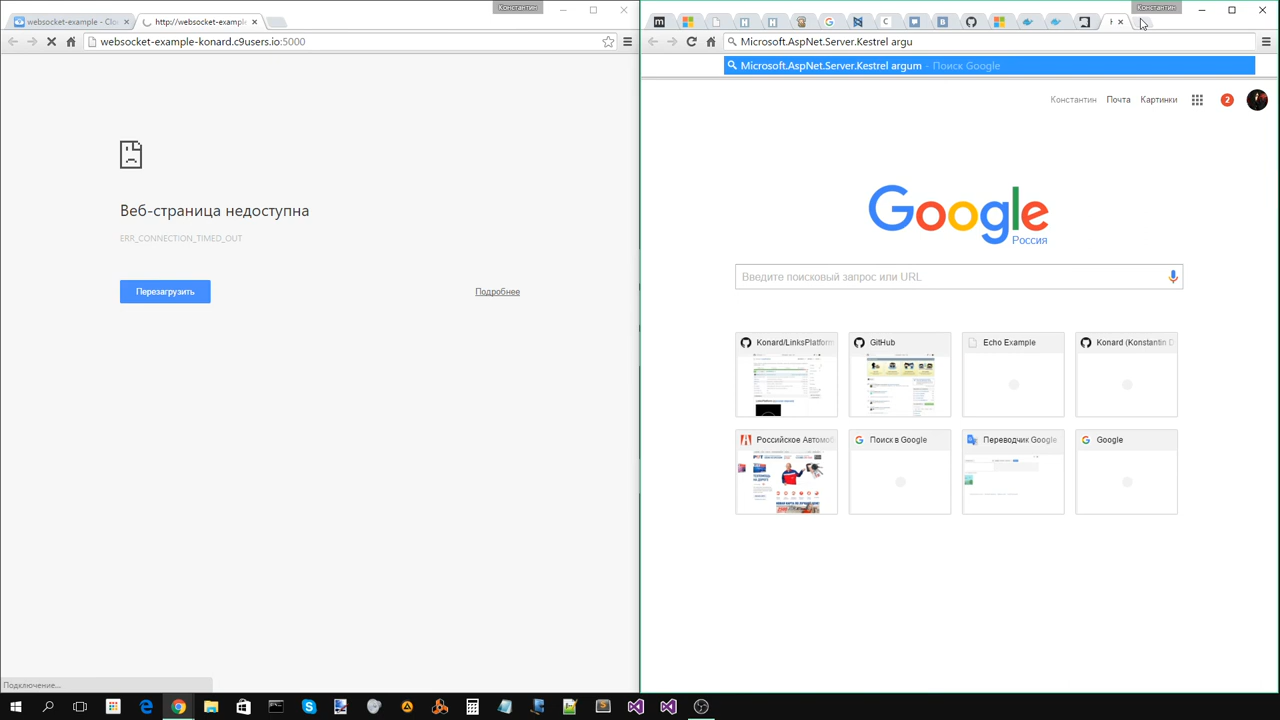 websocket-example - Clo
http://websocket-example
Константин
websocket-example-konard.c9users.io:5000
Веб-страница недоступна
ERR_CONNECTION_TIMED_OUT
Перезагрузить
Подробнее
Подключение...
Константин
Microsoft.AspNet.Server.Kestrel argu
Microsoft.AspNet.Server.Kestrel argum - Поиск Google
Константин
Почта
Картинки
2
Google
Россия
Введите поисковый запрос или URL
Konard/LinksPlatform
GitHub
Echo Example
Konard (Konstantin D
Российское Автомоб
Поиск в Google
Переводчик Google
Google